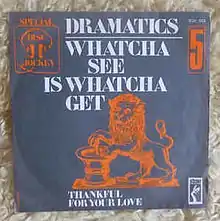 SPECIAL
DISC
JOCKEY
DRAMATICS
WHATCHA
SEE
IS WHATCHA
GET
5
THANKFUL
FOR YOUR LOVE